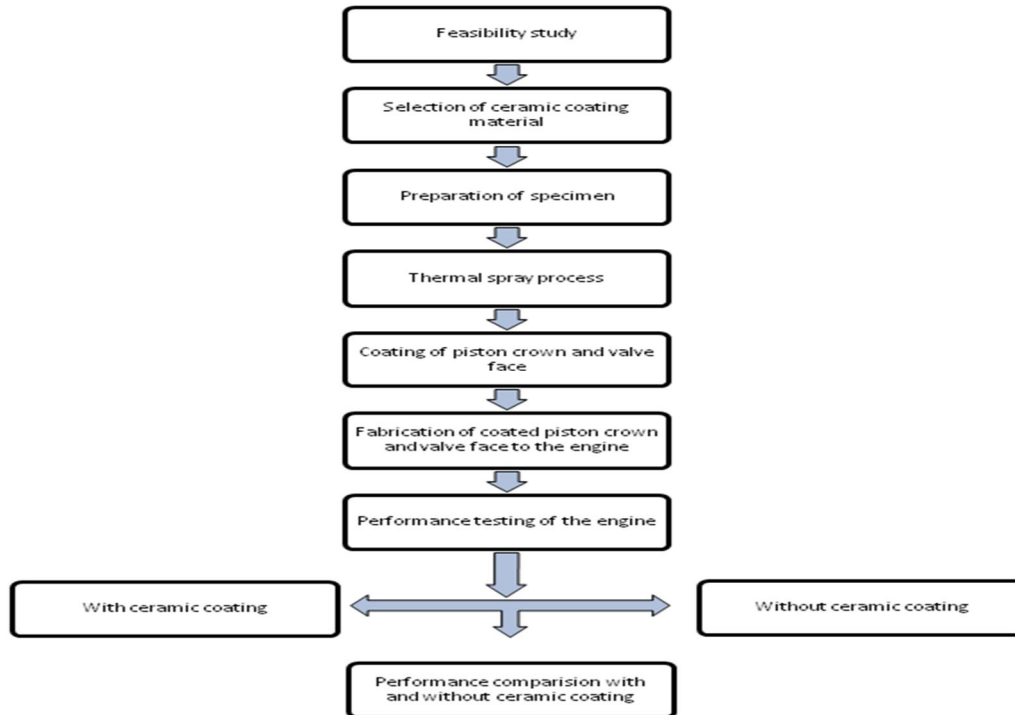 Feasibility study
Selection of ceramic coating
material
Preparation of specimen
Thermal spray process
Coating of piston crown and valve
face
Fabrication of coated piston crown
and valve face to the engine
Performance testing of the engine
With ceramic coating
Without ceramic coating
Performance comparision with
and without ceramic coating